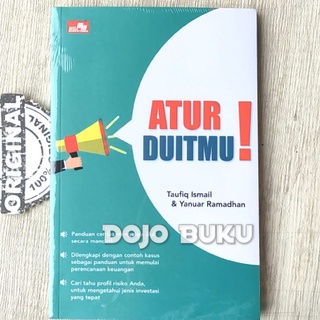 ORIGINAL
ATUR
DUITMU!
Taufiq Ismail
& Yanuar Ramadhan
DOJO BUKU
Panduan
secara
Dilengkapi dengan contoh kasus
sebagai panduan untuk memulai
perencanaan keuangan
Cari tahu profil risiko Anda,
untuk mengetahui jenis investasi
yang tepat